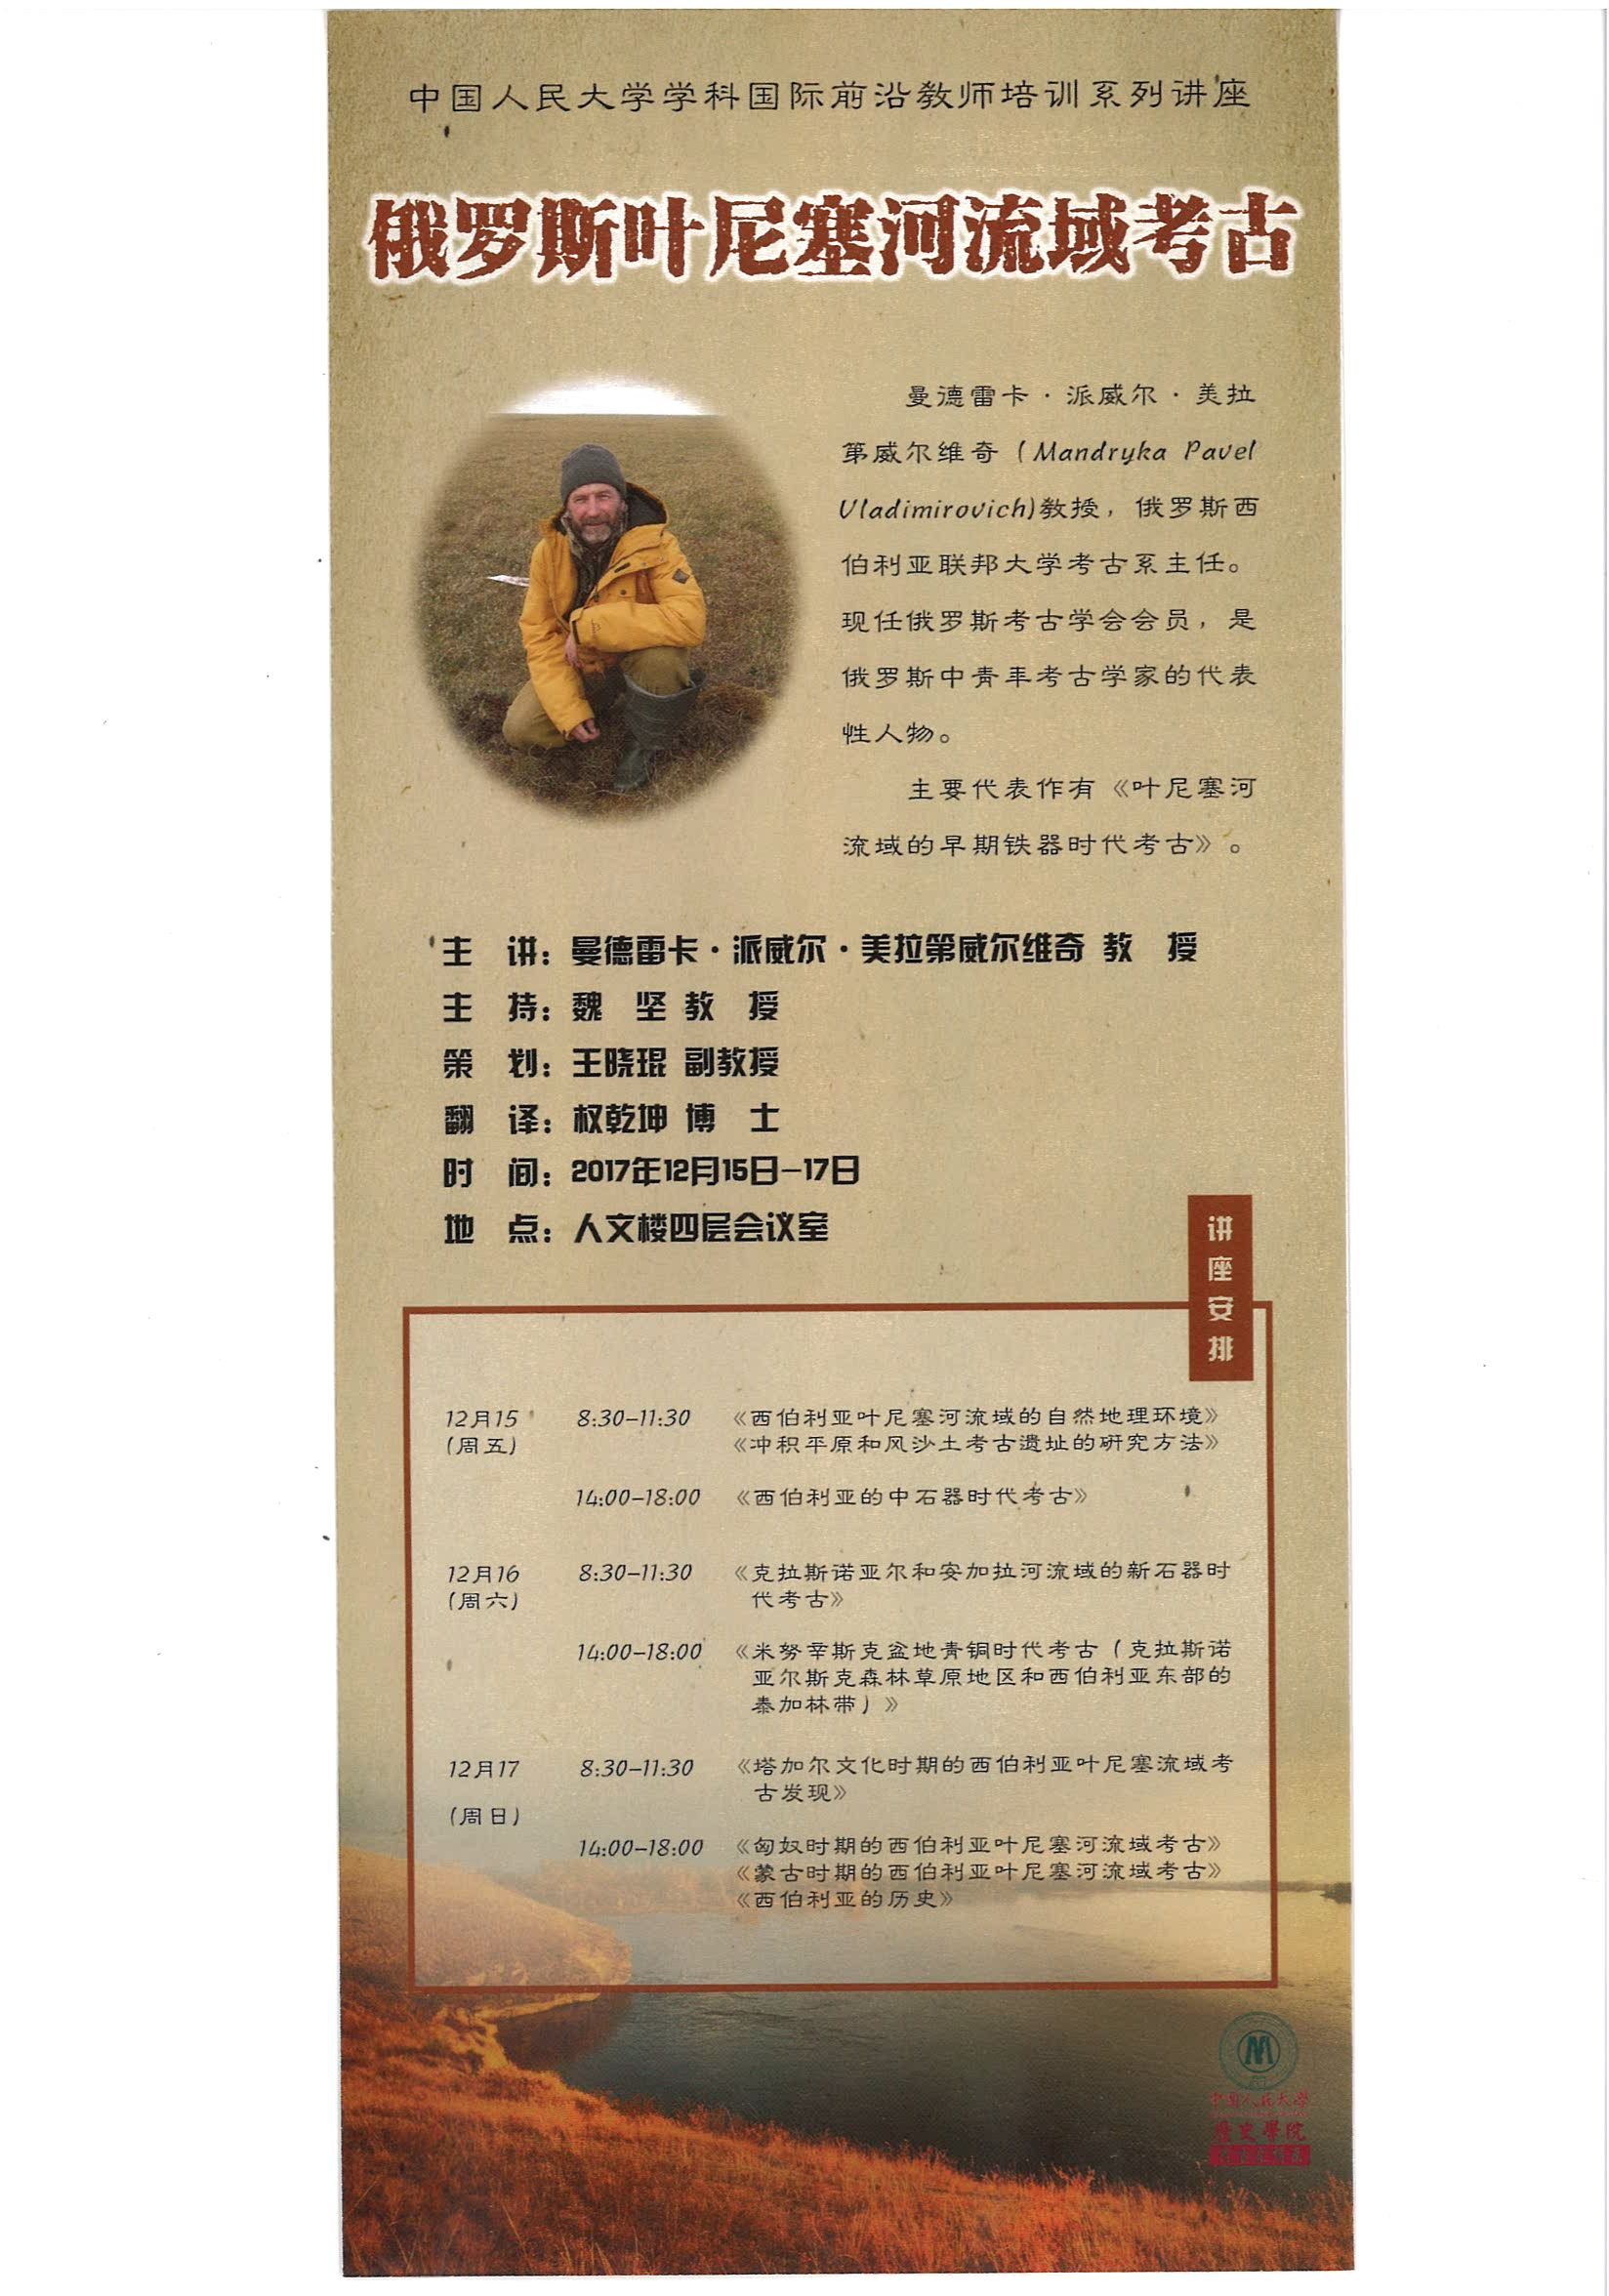 中国人民大学学科国际前沿教师培训系列讲座
俄罗斯叶尼塞河流域考古
曼德雷卡·派威尔·美拉
第威尔维奇（Mandryka Pavel
Vladimirovich)教授，俄罗斯西
伯利亚联邦大学考古系主任。
现任俄罗斯考古学会会员，是
俄罗斯中青年考古学家的代表
性人物。
主要代表作有《叶尼塞河
流域的早期铁器时代考古》。
主　讲：曼德雷卡·派威尔·美拉第威尔维奇 教　授
主　持：魏　坚 教　授
策　划：王晓琨 副教授
翻　译：权乾坤 博　士
时　间：2017年12月15日—17日
地　点：人文楼四层会议室
讲座安排
12月15 8:30—11:30 《西伯利亚叶尼塞河流域的自然地理环境》
(周五) 《冲积平原和风沙土考古遗址的研究方法》
14:00—18:00 《西伯利亚的中石器时代考古》
12月16 8:30—11:30 《克拉斯诺亚尔和安加拉河流域的新石器时
(周六) 代考古》
14:00—18:00 《米努辛斯克盆地青铜时代考古（克拉斯诺
亚尔斯克森林草原地区和西伯利亚东部的
泰加林带）》
12月17 8:30—11:30 《塔加尔文化时期的西伯利亚叶尼塞流域考
古发现》
(周日)
14:00—18:00 《匈奴时期的西伯利亚叶尼塞河流域考古》
《蒙古时期的西伯利亚叶尼塞河流域考古》
《西伯利亚的历史》
中国人民大学
历史學院